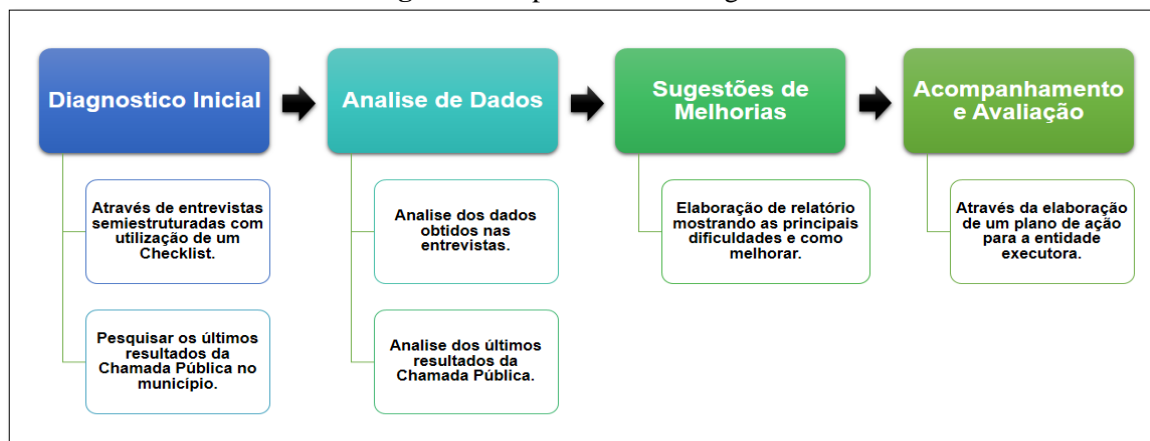 Diagnostico Inicial
Analise de Dados
Sugestões de
Melhorias
Acompanhamento
e Avaliação
Através de entrevistas
semiestruturadas com
utilização de um
Checklist.
Analise dos dados
obtidos nas
entrevistas.
Elaboração de relatório
mostrando as principais
dificuldades e como
melhorar.
Através da elaboração
de um plano de ação
para a entidade
executora.
Pesquisar os últimos
resultados da
Chamada Pública no
município.
Analise dos últimos
resultados da
Chamada Pública.